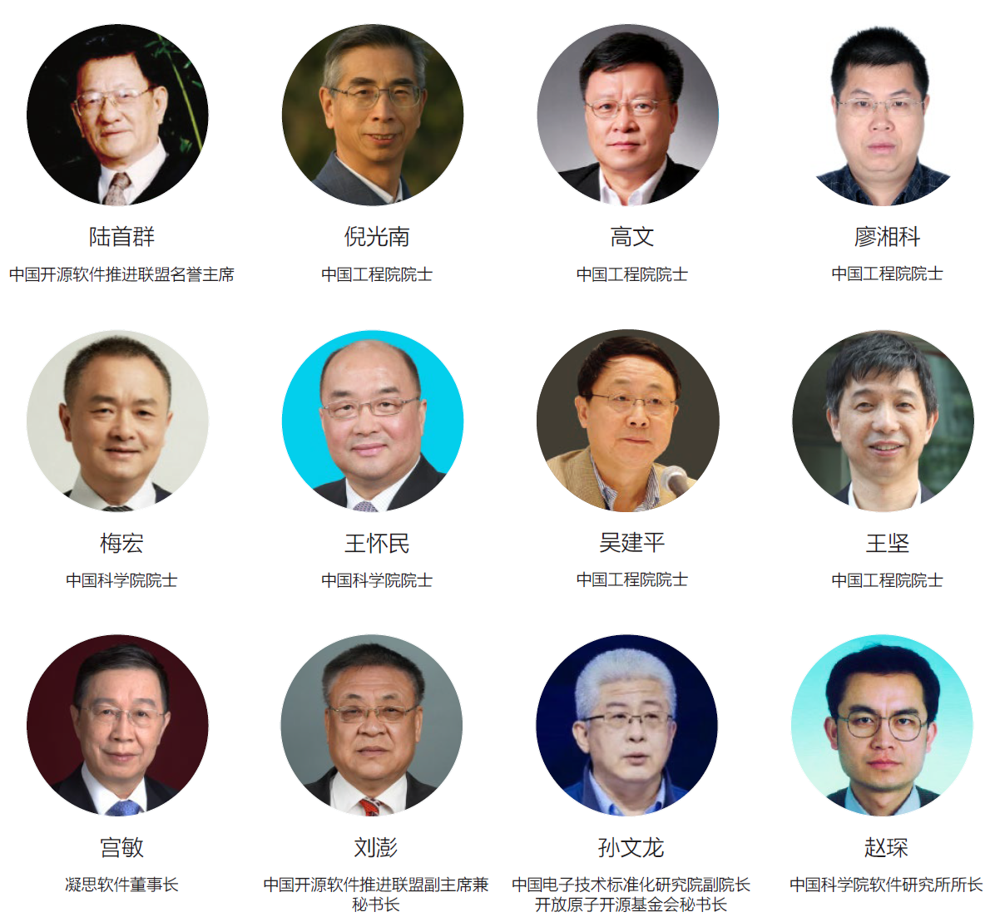 陆首群
中国开源软件推进联盟名誉主席
倪光南
中国工程院院士
高文
中国工程院院士
廖湘科
中国工程院院士
梅宏
中国科学院院士
王怀民
中国科学院院士
吴建平
中国工程院院士
王坚
中国工程院院士
宫敏
凝思软件董事长
刘澎
中国开源软件推进联盟副主席兼
秘书长
孙文龙
中国电子技术标准化研究院副院长
开放原子开源基金会秘书长
赵琛
中国科学院软件研究所所长